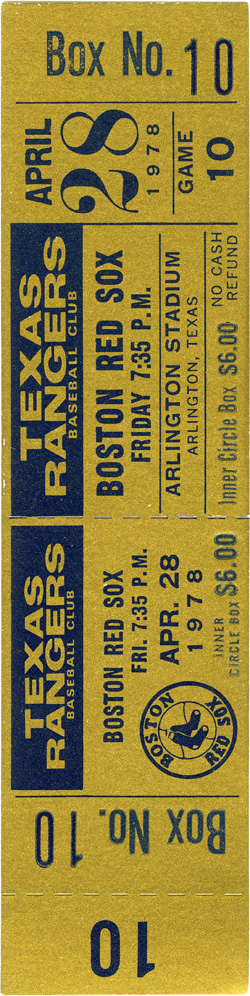 Box No. 10
APRIL
28
1978
GAME
10
TEXAS
RANGERS
BASEBALL CLUB
BOSTON RED SOX
FRIDAY 7:35 P.M.
ARLINGTON STADIUM
ARLINGTON, TEXAS
NO CASH
REFUND
Inner Circle Box $6.00
TEXAS
RANGERS
BASEBALL CLUB
BOSTON RED SOX
FRI. 7:35 P.M.
APR. 28
1978
INNER
CIRCLE BOX $6.00
BOSTON
RED SOX
Box No. 10
10